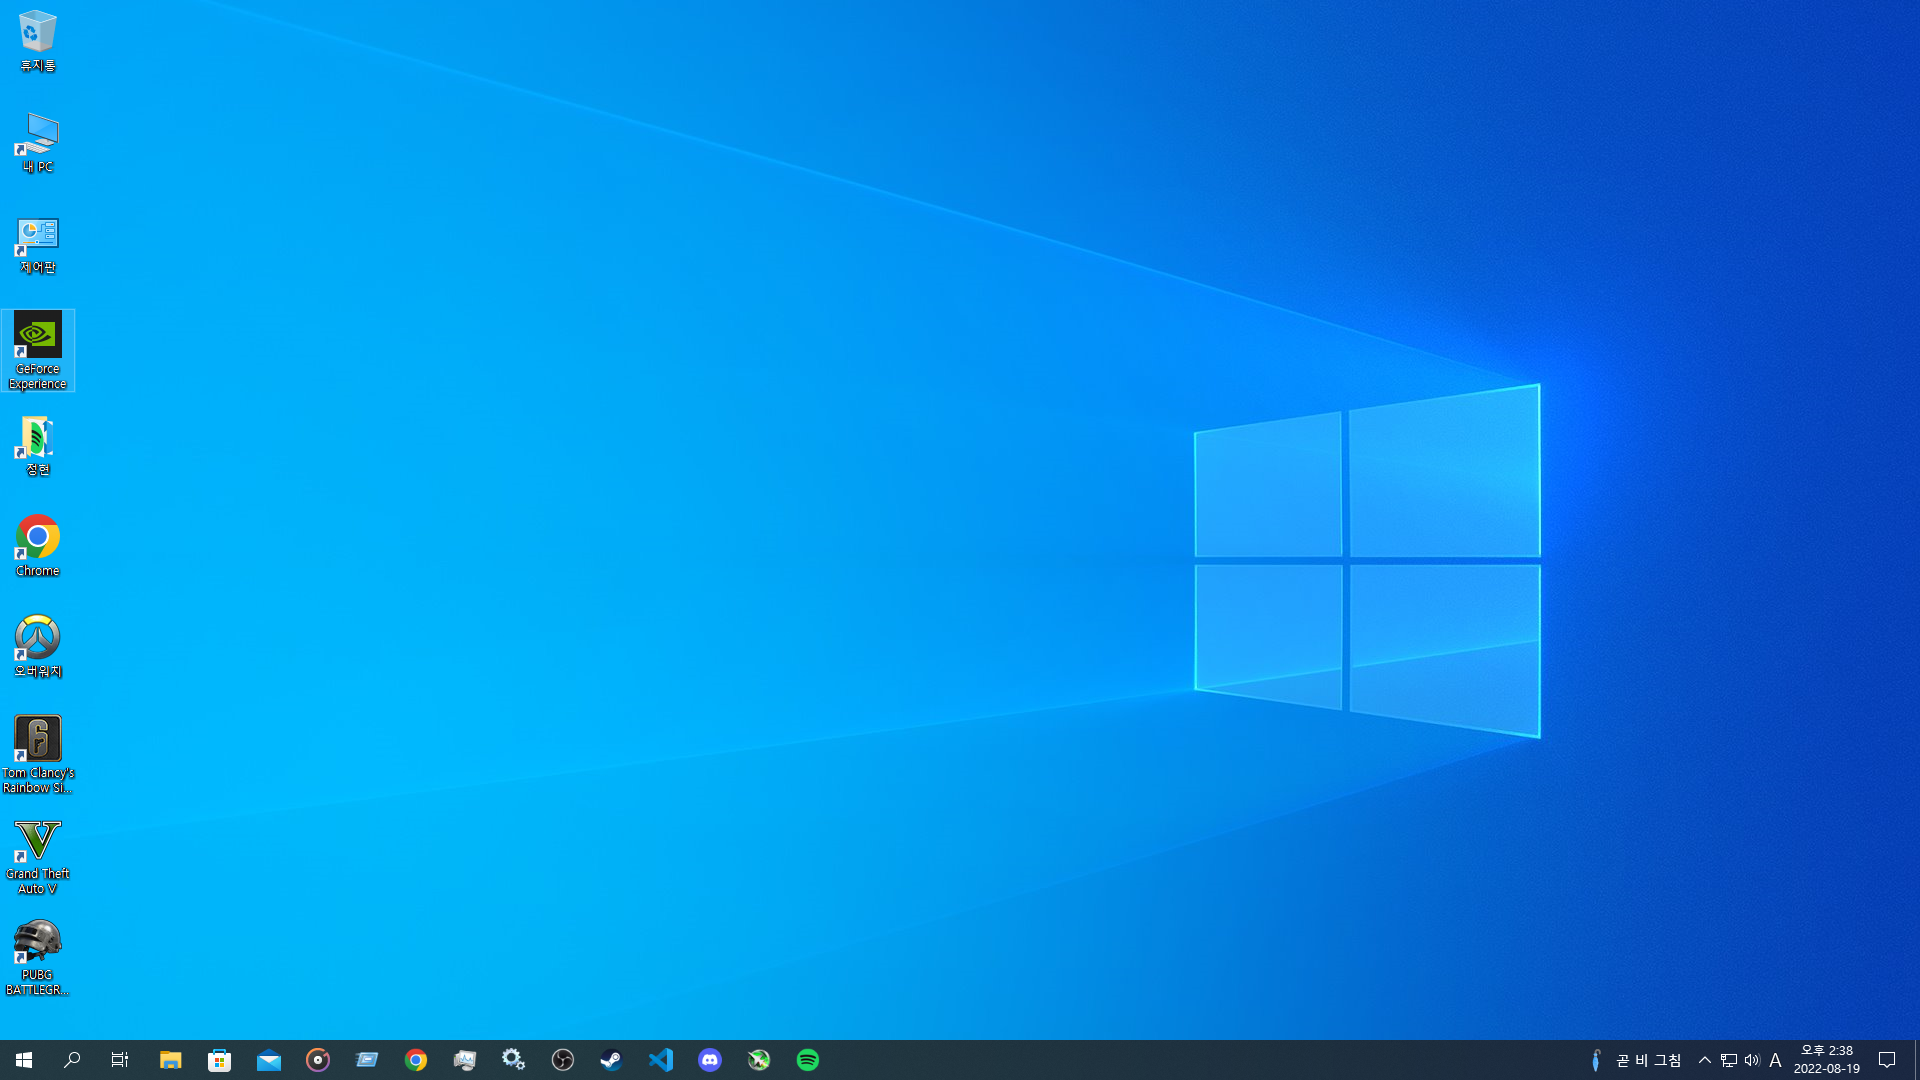 휴지통
내 PC
제어판
GeForce
Experience
정현
Chrome
오버워치
Tom Clancy's
Rainbow Si...
Grand Theft
Auto V
PUBG
BATTLEGR...
곧 비 그침
A
오후 2:38
2022-08-19